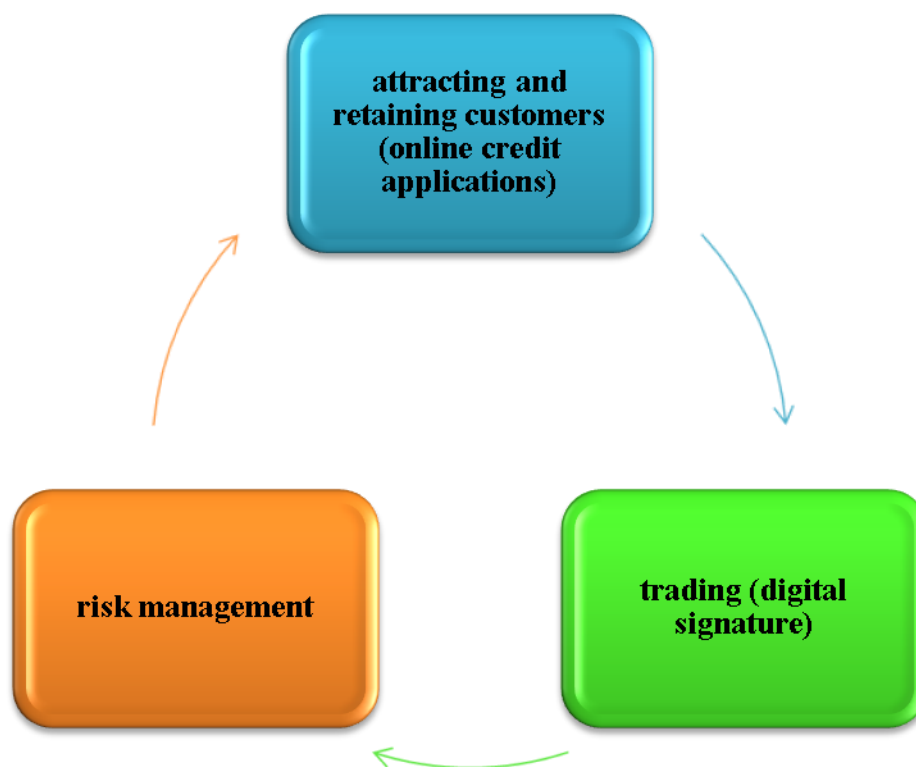 attracting and
retaining customers
(online credit
applications)
risk management
trading (digital
signature)